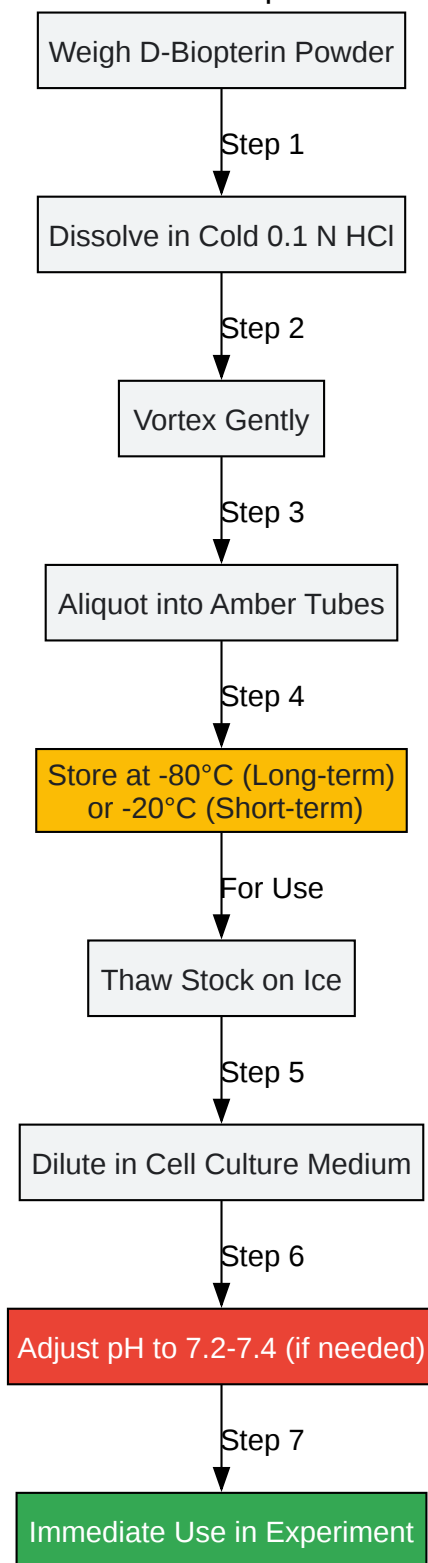 Weigh D-Biopterin Powder
Step 1
Dissolve in Cold 0.1 N HCl
Step 2
Vortex Gently
Step 3
Aliquot into Amber Tubes
Step 4
Store at -80°C (Long-term)
or -20°C (Short-term)
For Use
Thaw Stock on Ice
Step 5
Dilute in Cell Culture Medium
Step 6
Adjust pH to 7.2-7.4 (if needed)
Step 7
Immediate Use in Experiment